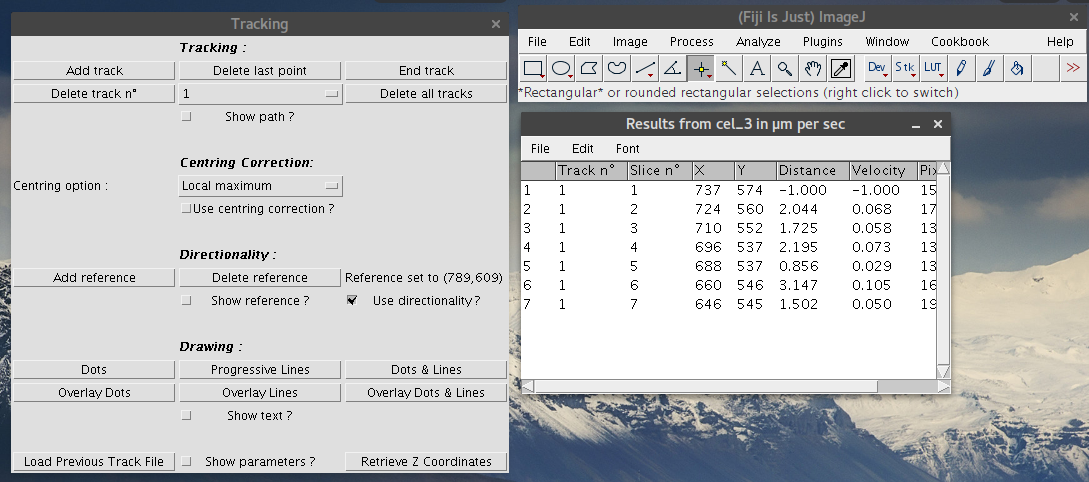 Tracking
Tracking :
Add track Delete last point End track
Delete track n° 1 Delete all tracks
Show path ?
Centring Correction:
Centring option : Local maximum
Use centring correction ?
Directionality :
Add reference Delete reference Reference set to (789,609)
Show reference ? Use directionality ?
Drawing :
Dots Progressive Lines Dots & Lines
Overlay Dots Overlay Lines Overlay Dots & Lines
Show text ?
Load Previous Track File Show parameters ? Retrieve Z Coordinates
(Fiji Is Just) ImageJ
File Edit Image Process Analyze Plugins Window Cookbook Help
A Dev Stk LUT >>
*Rectangular* or rounded rectangular selections (right click to switch)
Results from cel_3 in µm per sec
File Edit Font
Track n° Slice n° X Y Distance Velocity Pix
1 1 1 737 574 -1.000 -1.000 15
2 1 2 724 560 2.044 0.068 17
3 1 3 710 552 1.725 0.058 13
4 1 4 696 537 2.195 0.073 13
5 1 5 688 537 0.856 0.029 13
6 1 6 660 546 3.147 0.105 16
7 1 7 646 545 1.502 0.050 19